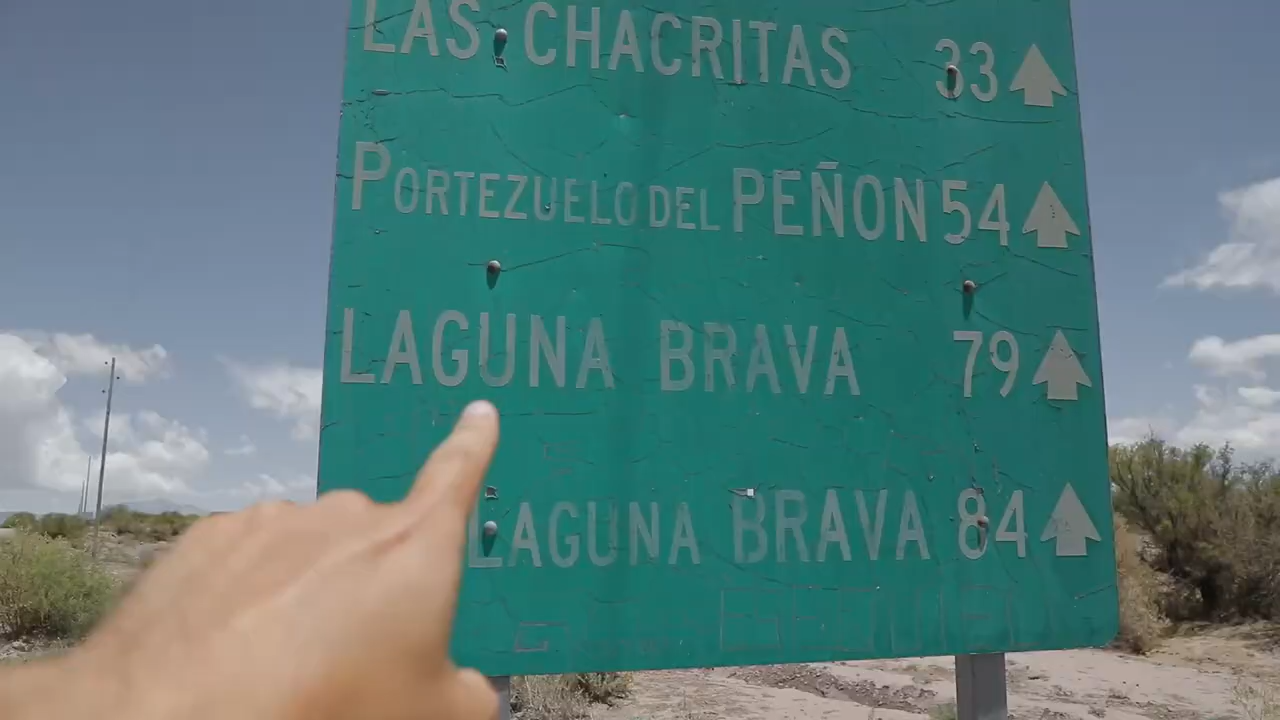 LAS CHACRITAS 33
PORTEZUELO DEL PEÑON 54
LAGUNA BRAVA 79
LAGUNA BRAVA 84